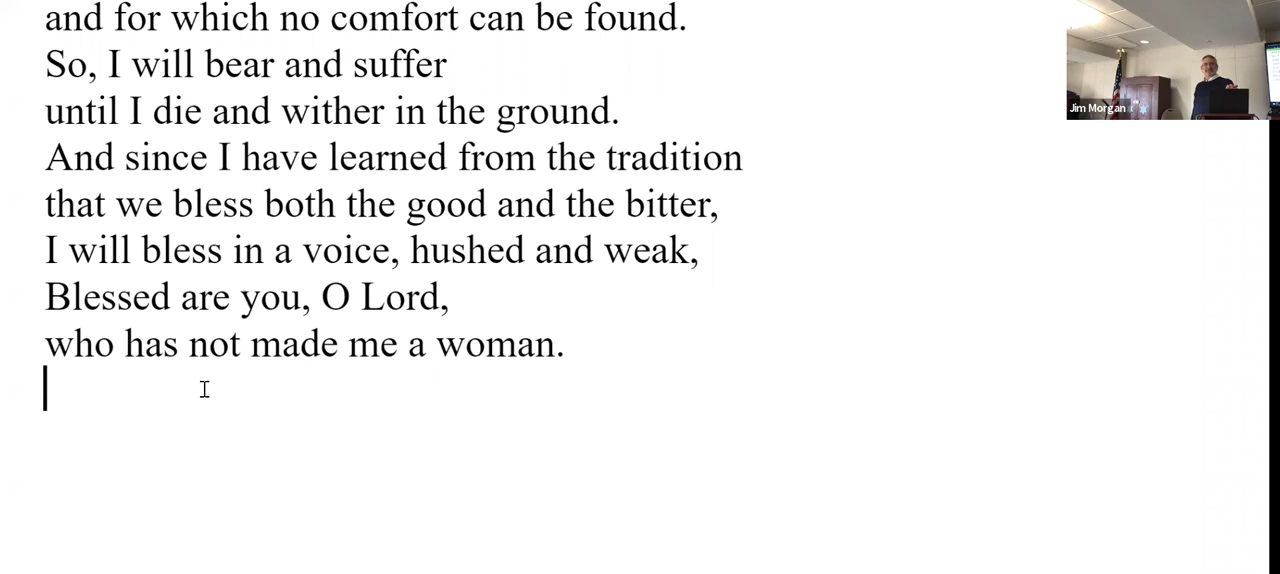 and for which no comfort can be found.
So, I will bear and suffer
until I die and wither in the ground.
And since I have learned from the tradition
that we bless both the good and the bitter,
I will bless in a voice, hushed and weak,
Blessed are you, O Lord,
who has not made me a woman.
Jim Morgan